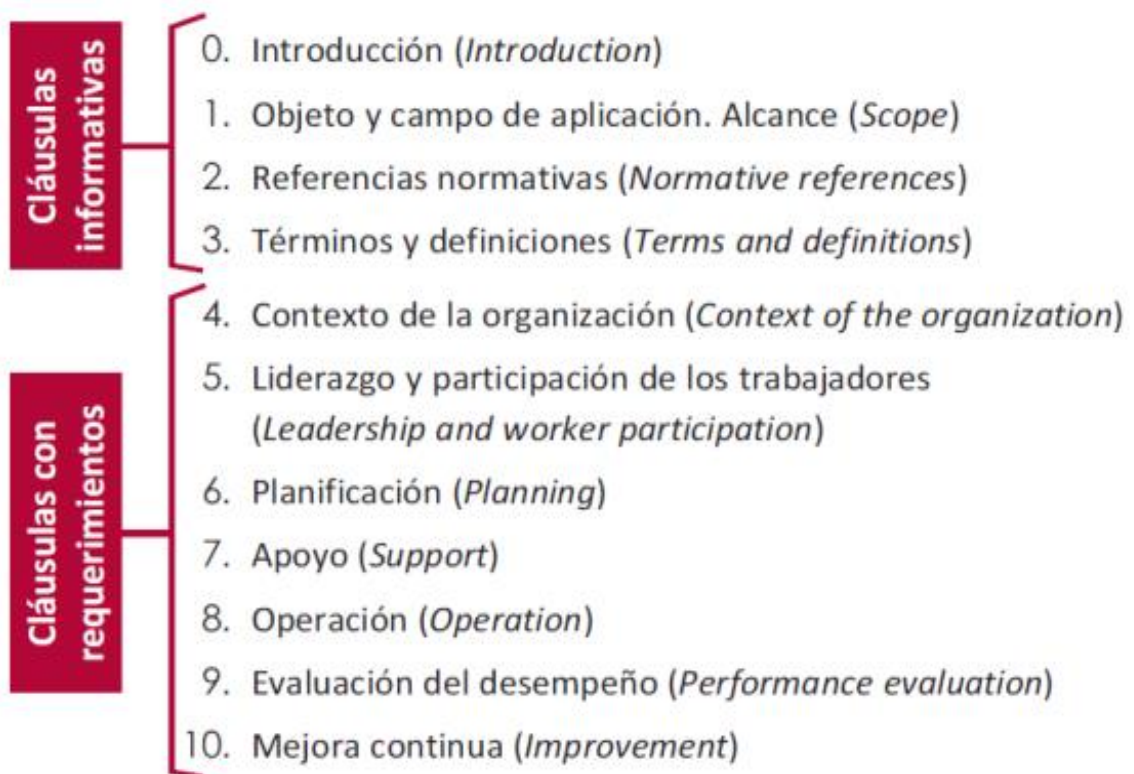 Cláusulas
informativas
0. Introducción (Introduction)
1. Objeto y campo de aplicación. Alcance (Scope)
2. Referencias normativas (Normative references)
3. Términos y definiciones (Terms and definitions)
Cláusulas con
requerimientos
4. Contexto de la organización (Context of the organization)
5. Liderazgo y participación de los trabajadores
(Leadership and worker participation)
6. Planificación (Planning)
7. Apoyo (Support)
8. Operación (Operation)
9. Evaluación del desempeño (Performance evaluation)
10. Mejora continua (Improvement)